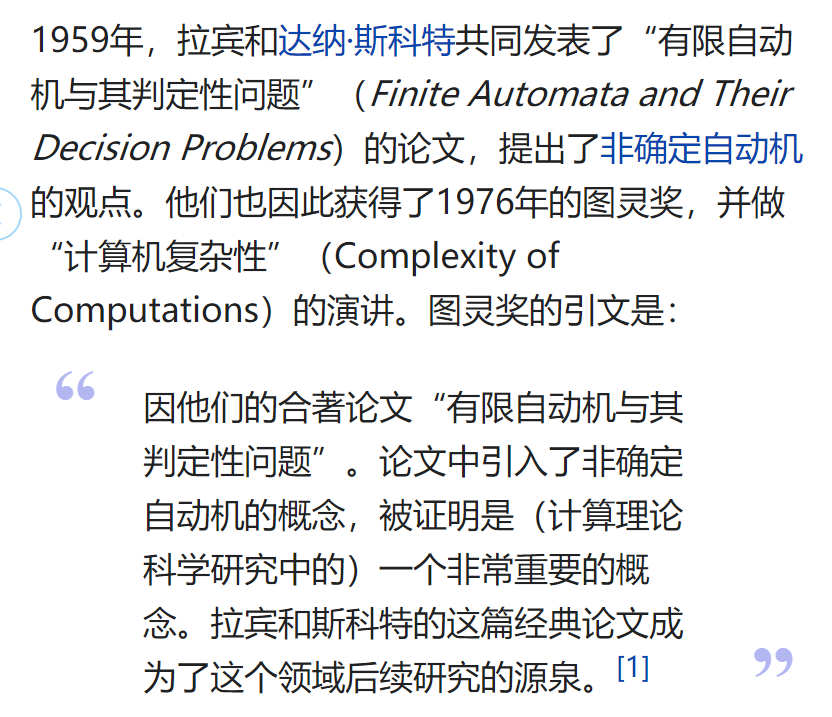 1959年，拉宾和达纳·斯科特共同发表了“有限自动
机与其判定性问题”（Finite Automata and Their
Decision Problems）的论文，提出了非确定自动机
的观点。他们也因此获得了1976年的图灵奖，并做
“计算机复杂性”（Complexity of
Computations）的演讲。图灵奖的引文是：
“
因他们的合著论文“有限自动机与其
判定性问题”。论文中引入了非确定
自动机的概念，被证明是（计算理论
科学研究中的）一个非常重要的概
念。拉宾和斯科特的这篇经典论文成
为了这个领域后续研究的源泉。[1]
”